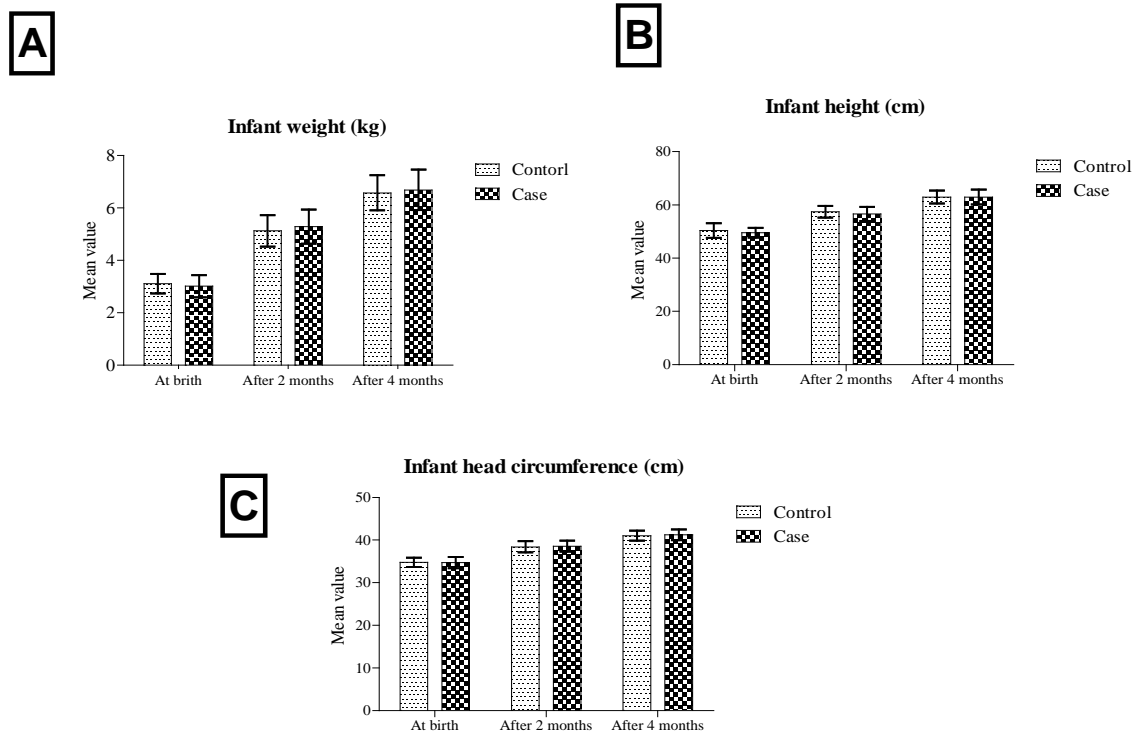 A
Infant weight (kg)
8
6
4
2
0
Mean value
At brith
After 2 months
After 4 months
Contorl
Case
B
Infant height (cm)
80
60
40
20
0
Mean value
At birth
After 2 months
After 4 months
Control
Case
C
Infant head circumference (cm)
50
40
30
20
10
0
Mean value
At birth
After 2 months
After 4 months
Control
Case